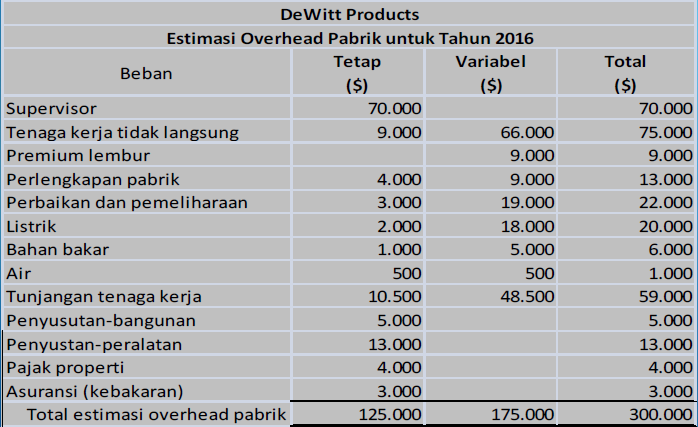 DeWitt Products
Estimasi Overhead Pabrik untuk Tahun 2016
Beban Tetap ($) Variabel ($) Total ($)
Supervisor 70.000 70.000
Tenaga kerja tidak langsung 9.000 66.000 75.000
Premium lembur 9.000 9.000
Perlengkapan pabrik 4.000 9.000 13.000
Perbaikan dan pemeliharaan 3.000 19.000 22.000
Listrik 2.000 18.000 20.000
Bahan bakar 1.000 5.000 6.000
Air 500 500 1.000
Tunjangan tenaga kerja 10.500 48.500 59.000
Penyusutan-bangunan 5.000 5.000
Penyustan-peralatan 13.000 13.000
Pajak properti 4.000 4.000
Asuransi (kebakaran) 3.000 3.000
Total estimasi overhead pabrik 125.000 175.000 300.000